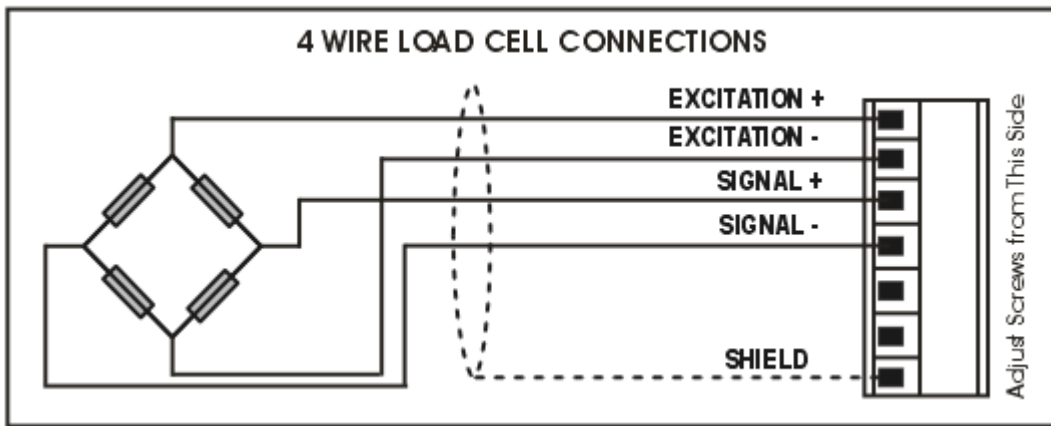 4 WIRE LOAD CELL CONNECTIONS
EXCITATION +
EXCITATION -
SIGNAL +
SIGNAL -
SHIELD
Adjust Screws from This Side